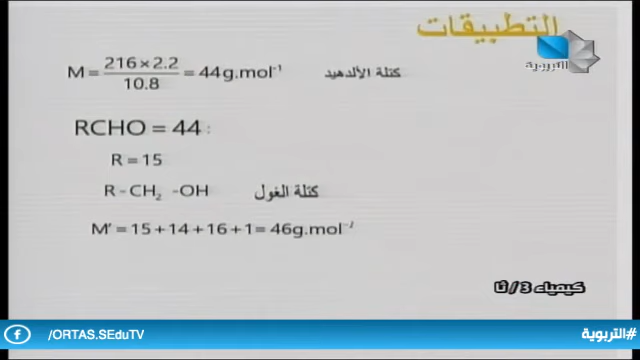 التطبيقات
التربوية
M = 216×2.2 / 10.8 = 44g.mol⁻¹ كتلة الألدهيد
RCHO = 44 :
R = 15
R - CH₂ -OH كتلة الغول
M' = 15+14+16+1= 46g.mol⁻¹
كيمياء 3/ثا
/ORTAS.SEduTV #التربوية